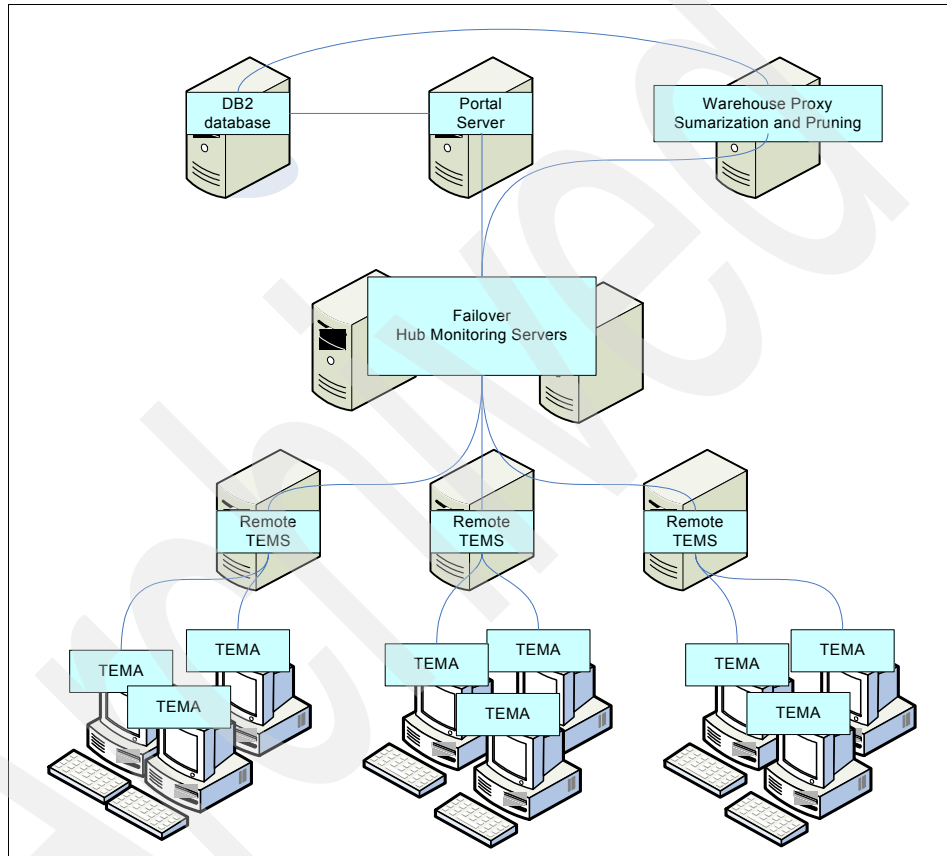 DB2
database
Portal
Server
Warehouse Proxy
Sumarization and Pruning
Failover
Hub Monitoring Servers
Remote
TEMS
Remote
TEMS
Remote
TEMS
TEMA
TEMA
TEMA
TEMA
TEMA
TEMA
TEMA
TEMA
TEMA
Archived